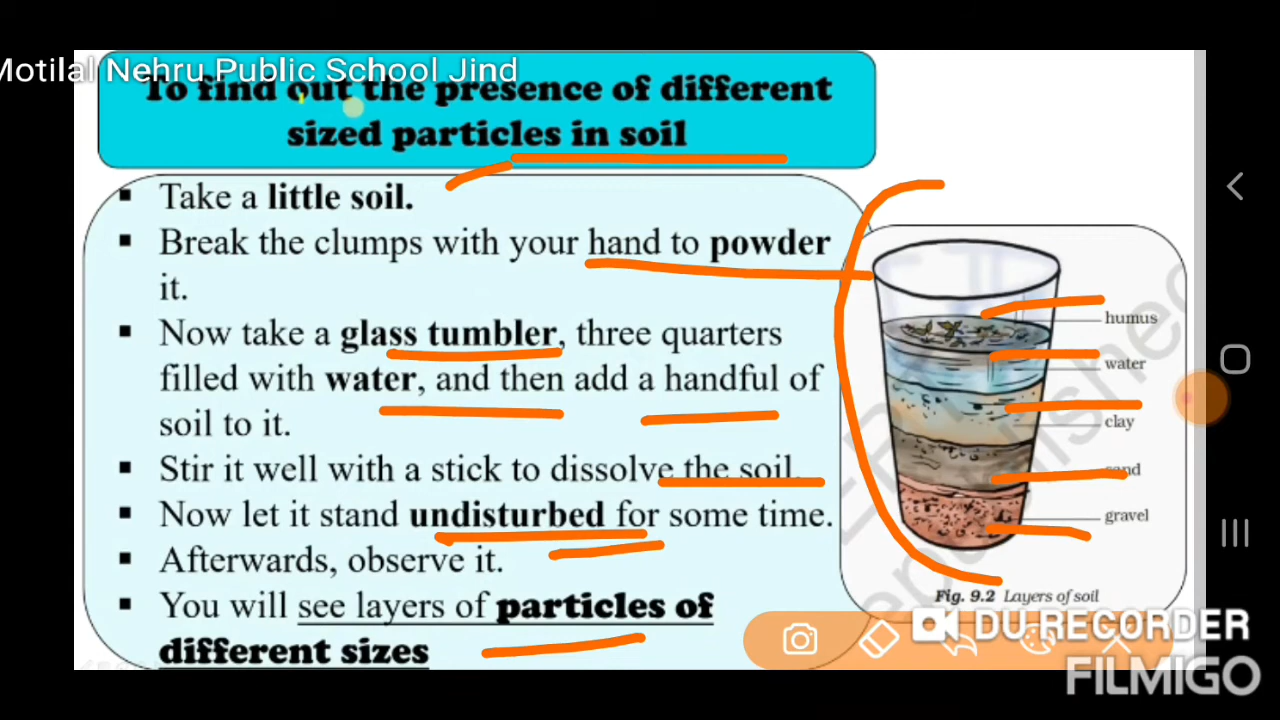 Motilal Nehru Public School Jind
To find out the presence of different
sized particles in soil
▪ Take a little soil.
▪ Break the clumps with your hand to powder
it.
▪ Now take a glass tumbler, three quarters
filled with water, and then add a handful of
soil to it.
▪ Stir it well with a stick to dissolve the soil.
▪ Now let it stand undisturbed for some time.
▪ Afterwards, observe it.
▪ You will see layers of particles of
different sizes
humus
water
clay
sand
gravel
Fig. 9.2 Layers of soil
DU RECORDER
FILMIGO